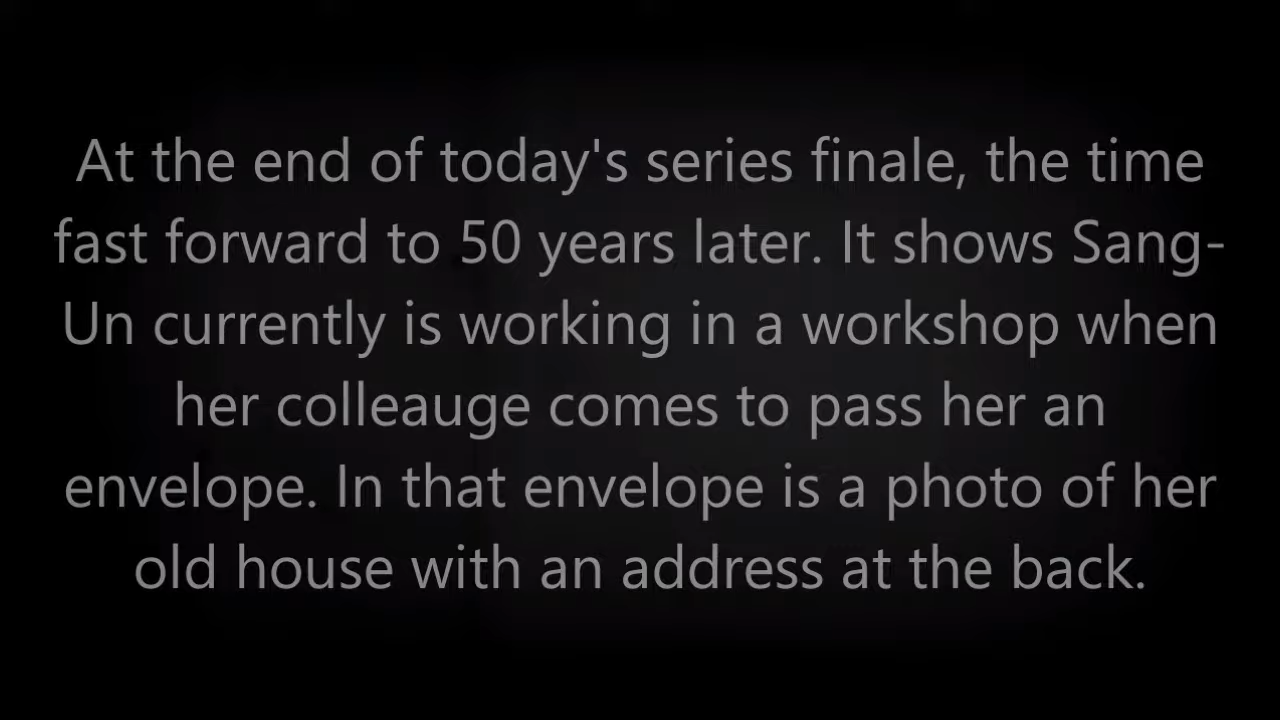 At the end of today's series finale, the time
fast forward to 50 years later. It shows Sang-
Un currently is working in a workshop when
her colleauge comes to pass her an
envelope. In that envelope is a photo of her
old house with an address at the back.